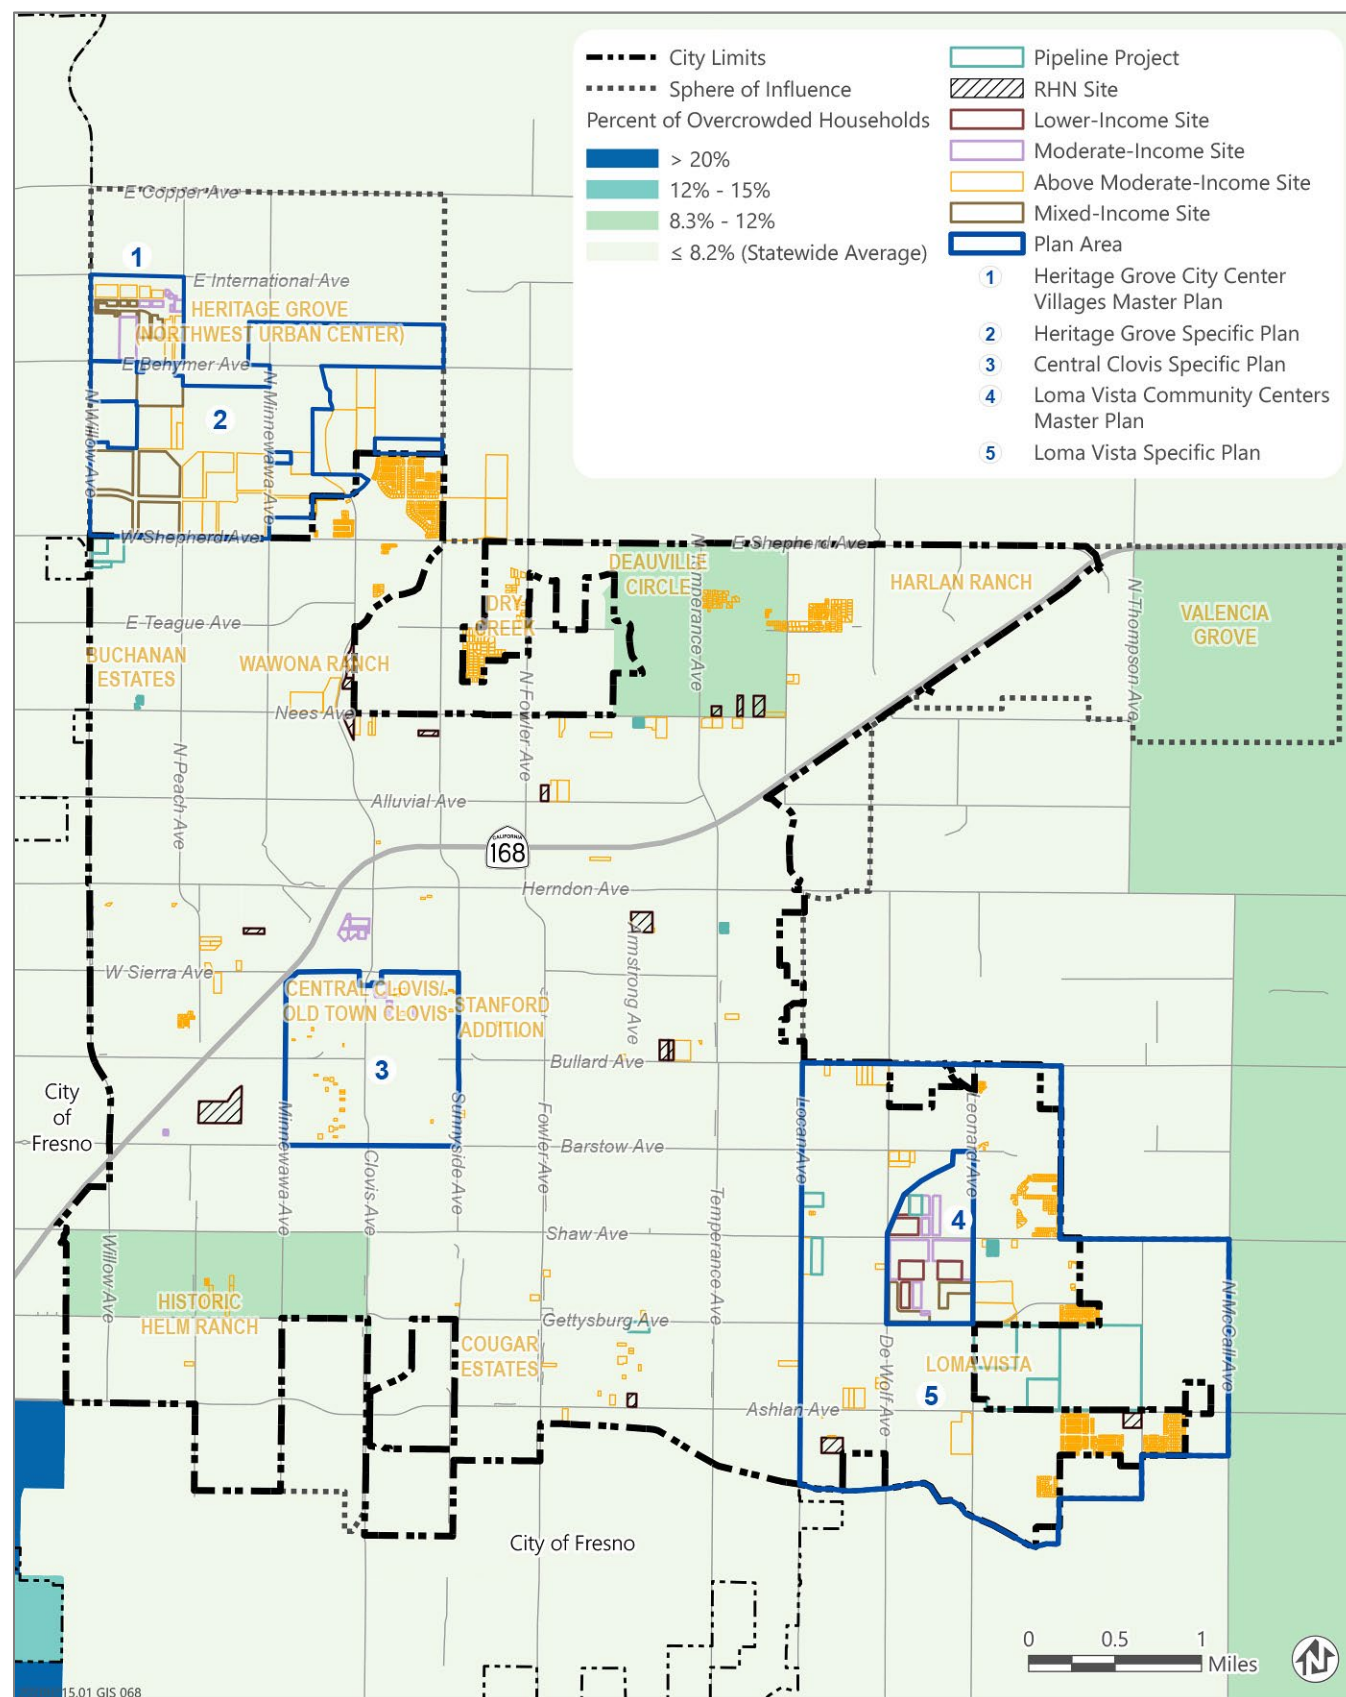 City Limits
Sphere of Influence
Percent of Overcrowded Households
> 20%
12% - 15%
8.3% - 12%
≤ 8.2% (Statewide Average)
Pipeline Project
RHN Site
Lower-Income Site
Moderate-Income Site
Above Moderate-Income Site
Mixed-Income Site
Plan Area
1 Heritage Grove City Center
Villages Master Plan
2 Heritage Grove Specific Plan
3 Central Clovis Specific Plan
4 Loma Vista Community Centers
Master Plan
5 Loma Vista Specific Plan
E Copper Ave
1
E International Ave
HERITAGE GROVE
(NORTHWEST URBAN CENTER)
E Behymer Ave
N Willow Ave
2
N Minnewawa Ave
W Shepherd Ave
E Shepherd Ave
DEAUVILLE
CIRCLE
N Temperance Ave
HARLAN RANCH
N Thompson Ave
VALENCIA
GROVE
DRY
CREEK
E Teague Ave
BUCHANAN
ESTATES
WAWONA RANCH
Nees Ave
N Fowler Ave
N Peach Ave
Alluvial Ave
CALIFORNIA
168
Herndon Ave
Armstrong Ave
W Sierra Ave
CENTRAL CLOVIS/
OLD TOWN CLOVIS
STANFORD
ADDITION
3
Bullard Ave
City
of
Fresno
Minnewawa Ave
Sunnyside Ave
Fowler Ave
Locan Ave
Leonard Ave
Barstow Ave
Clovis Ave
Temperance Ave
4
Shaw Ave
Willow Ave
HISTORIC
HELM RANCH
Gettysburg Ave
COUGAR
ESTATES
De Wolf Ave
LOMA VISTA
5
N McCall Ave
Ashlan Ave
City of Fresno
0 0.5 1
Miles
N
15.01 GIS 068